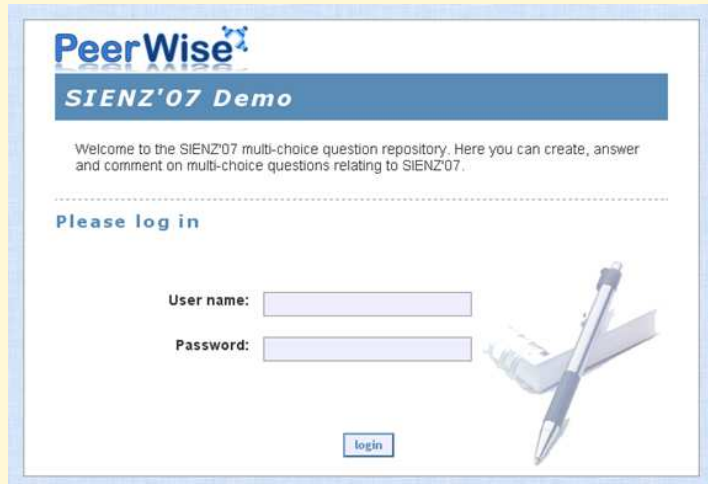 PeerWise
SIENZ'07 Demo
Welcome to the SIENZ'07 multi-choice question repository. Here you can create, answer
and comment on multi-choice questions relating to SIENZ'07.
Please log in
User name:
Password:
login